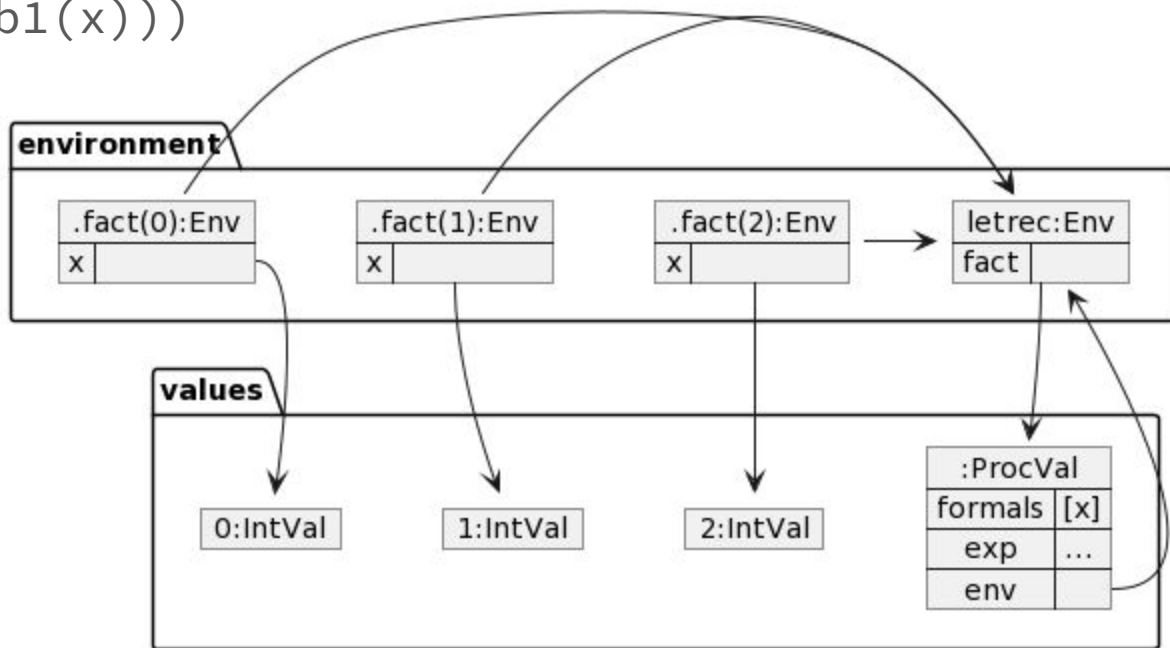 b1(x)))
environment
.fact(0):Env .fact(1):Env .fact(2):Env letrec:Env
x x x fact
values
:ProcVal
formals [x]
0:IntVal 1:IntVal 2:IntVal
exp ...
env